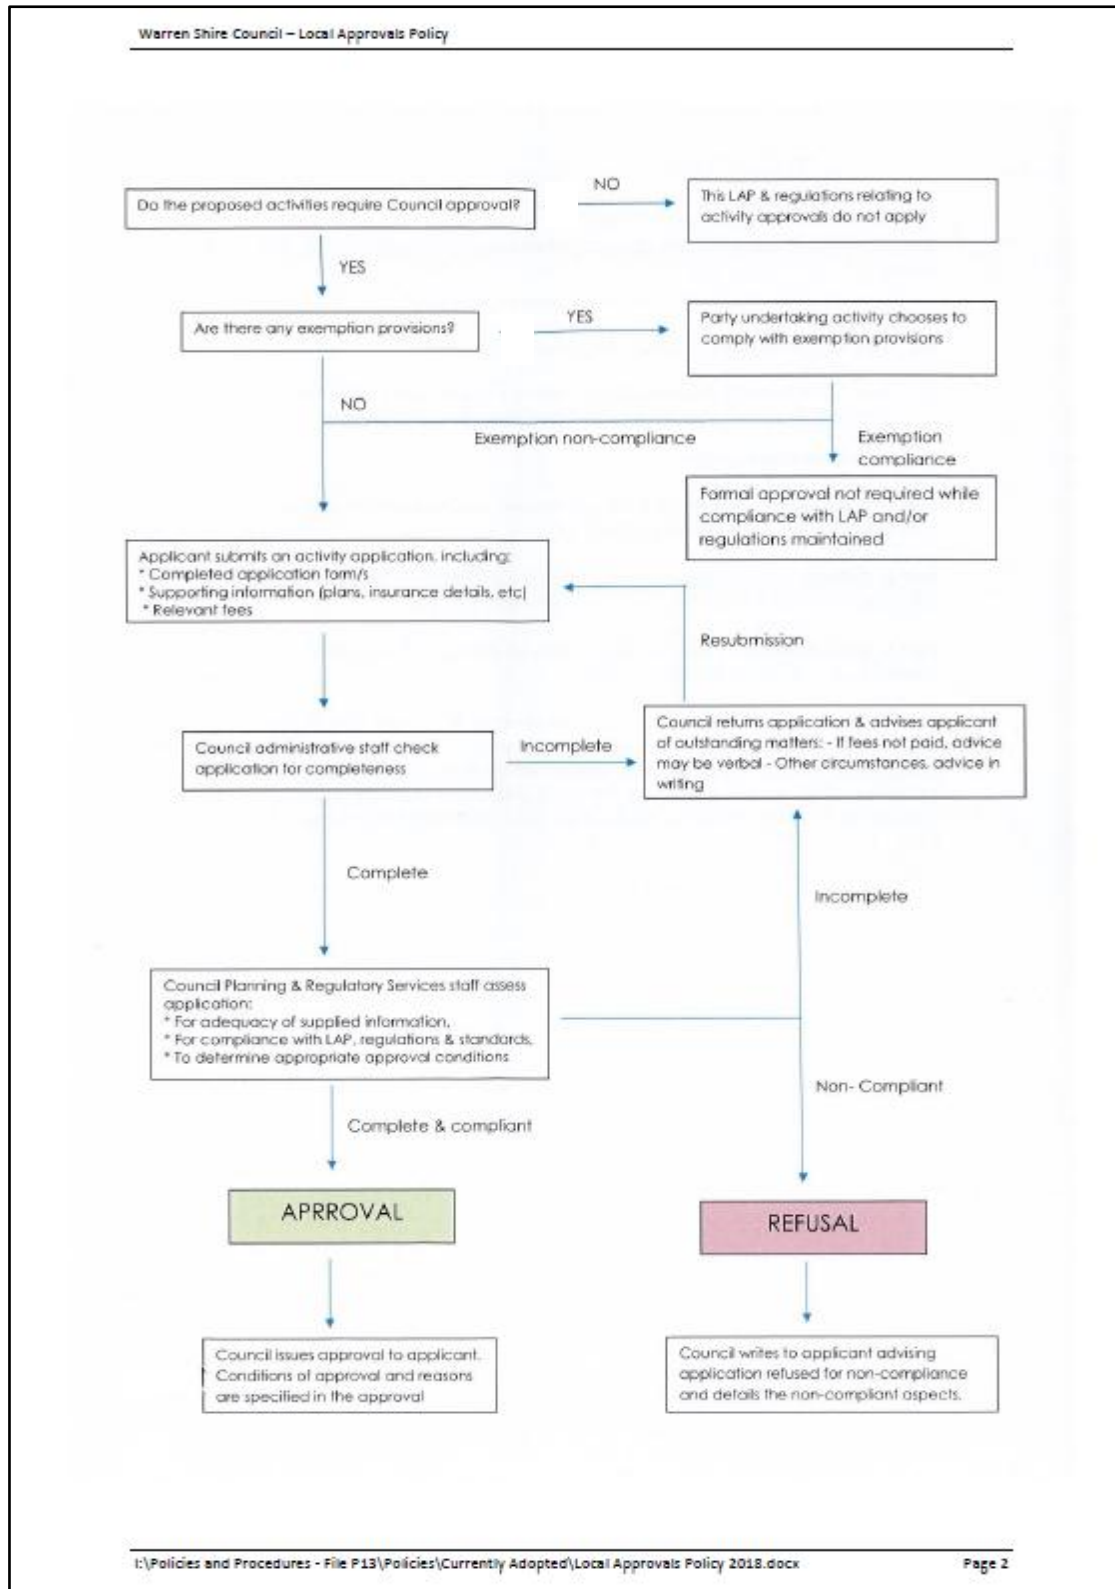 Warren Shire Council – Local Approvals Policy
Do the proposed activities require Council approval?
NO
This LAP & regulations relating to
activity approvals do not apply
YES
Are there any exemption provisions?
YES
Party undertaking activity chooses to
comply with exemption provisions
NO
Exemption non-compliance
Exemption
compliance
Formal approval not required while
compliance with LAP and/or
regulations maintained
Applicant submits an activity application, including:
* Completed application form/s
* Supporting information (plans, insurance details, etc)
* Relevant fees
Resubmission
Council administrative staff check
application for completeness
Incomplete
Council returns application & advises applicant
of outstanding matters: - If fees not paid, advice
may be verbal - Other circumstances, advice in
writing
Complete
Incomplete
Council Planning & Regulatory Services staff assess
application:
* For adequacy of supplied information,
* For compliance with LAP, regulations & standards,
* To determine appropriate approval conditions
Non- Compliant
Complete & compliant
APRROVAL
REFUSAL
Council issues approval to applicant.
Conditions of approval and reasons
are specified in the approval
Council writes to applicant advising
application refused for non-compliance
and details the non-compliant aspects.
I:\Policies and Procedures - File P13\Policies\Currently Adopted\Local Approvals Policy 2018.docx
Page 2